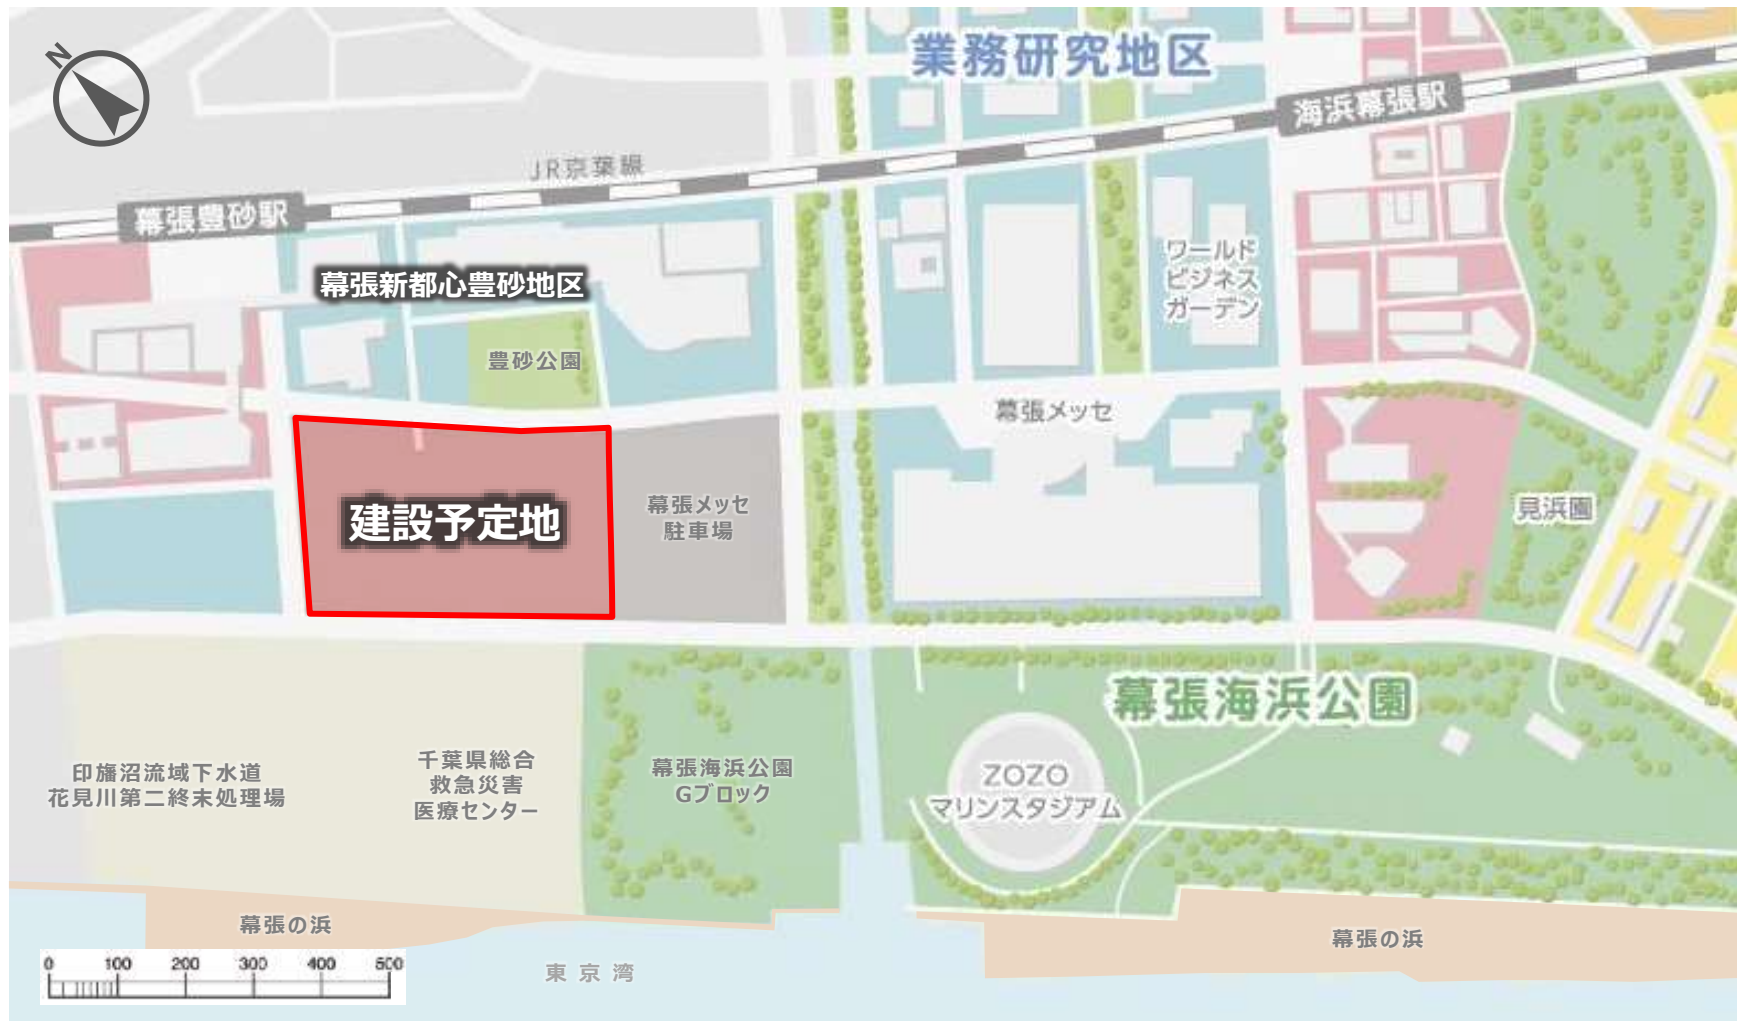 N
業務研究地区
海浜幕張駅
JR京葉線
幕張豊砂駅
幕張新都心豊砂地区
ワールド
ビジネス
ガーデン
豊砂公園
幕張メッセ
建設予定地
幕張メッセ
駐車場
見浜園
幕張海浜公園
印旛沼流域下水道
花見川第二終末処理場
千葉県総合
救急災害
医療センター
幕張海浜公園
Gブロック
ZOZO
マリンスタジアム
幕張の浜
幕張の浜
東京湾
0 100 200 300 400 500